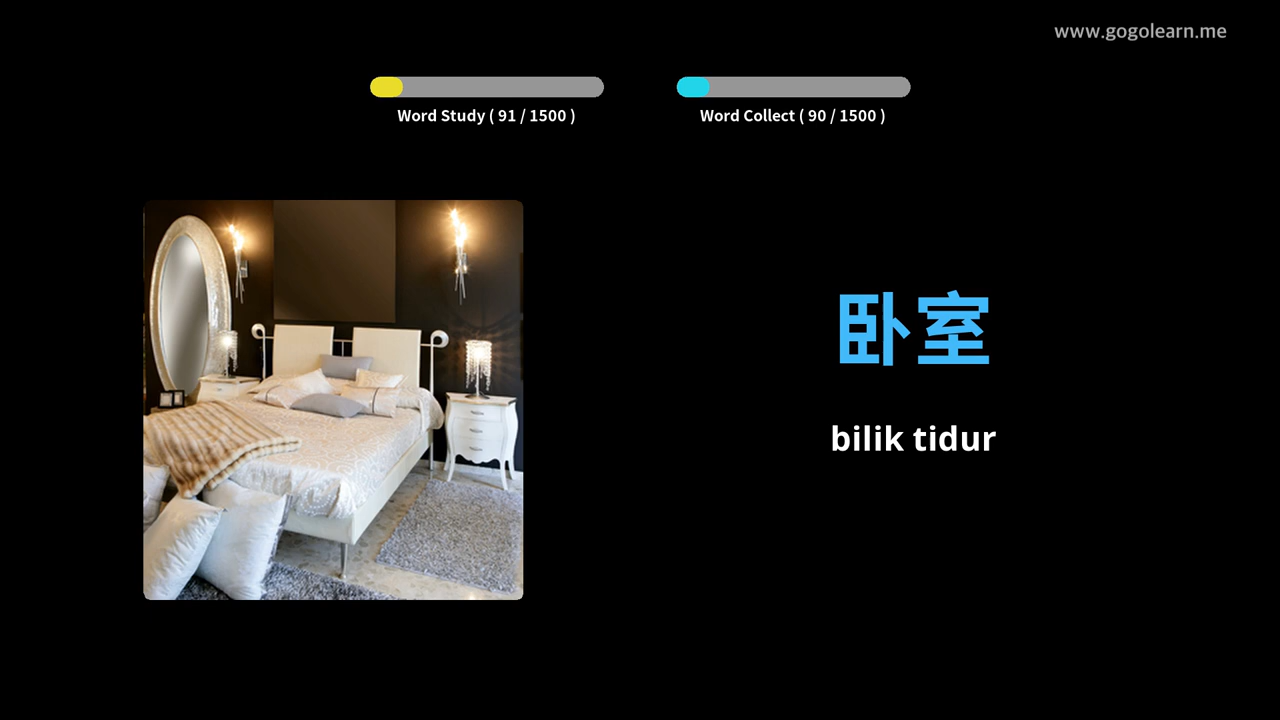 www.gogolearn.me
Word Study ( 91 / 1500 )
Word Collect ( 90 / 1500 )
卧室
bilik tidur